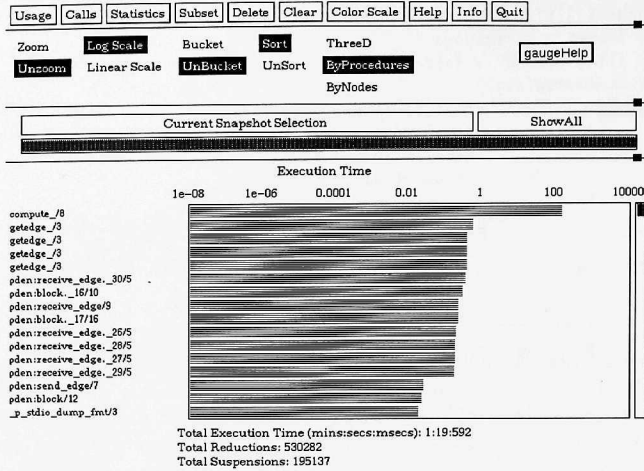 Usage Calls Statistics Subset Delete Clear Color Scale Help Info Quit
Zoom Log Scale Bucket Sort ThreeD
Unzoom Linear Scale UnBucket UnSort ByProcedures
gaugeHelp
ByNodes
Current Snapshot Selection ShowAll
Execution Time
1e-08 1e-06 0.0001 0.01 1 100 10000
compute_/8
getedge_/3
getedge_/3
getedge_/3
getedge_/3
pden:receive_edge._30/5
pden:block._16/10
pden:receive_edge/9
pden:block._17/16
pden:receive_edge._26/5
pden:receive_edge._28/5
pden:receive_edge._27/5
pden:receive_edge._29/5
pden:send_edge/7
pden:block/12
_p_stdio_dump_fmt/3
Total Execution Time (mins:secs:msecs): 1:19:592
Total Reductions: 530282
Total Suspensions: 195137